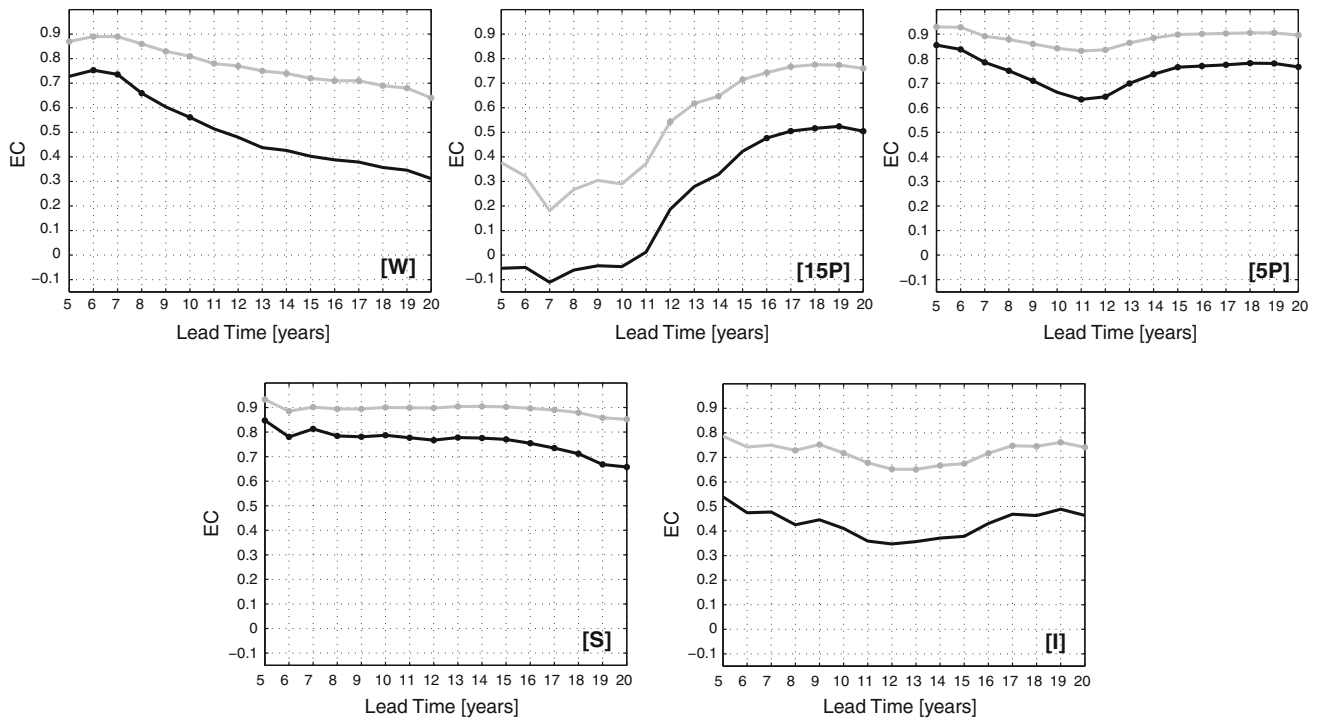 0.9 0.8 0.7 0.6 0.5 0.4 0.3 0.2 0.1 0 −0.1
EC
[W]
5 6 7 8 9 10 11 12 13 14 15 16 17 18 19 20
Lead Time [years]
0.9 0.8 0.7 0.6 0.5 0.4 0.3 0.2 0.1 0 −0.1
EC
[15P]
5 6 7 8 9 10 11 12 13 14 15 16 17 18 19 20
Lead Time [years]
0.9 0.8 0.7 0.6 0.5 0.4 0.3 0.2 0.1 0 −0.1
EC
[5P]
5 6 7 8 9 10 11 12 13 14 15 16 17 18 19 20
Lead Time [years]
0.9 0.8 0.7 0.6 0.5 0.4 0.3 0.2 0.1 0 −0.1
EC
[S]
5 6 7 8 9 10 11 12 13 14 15 16 17 18 19 20
Lead Time [years]
0.9 0.8 0.7 0.6 0.5 0.4 0.3 0.2 0.1 0 −0.1
EC
[I]
5 6 7 8 9 10 11 12 13 14 15 16 17 18 19 20
Lead Time [years]